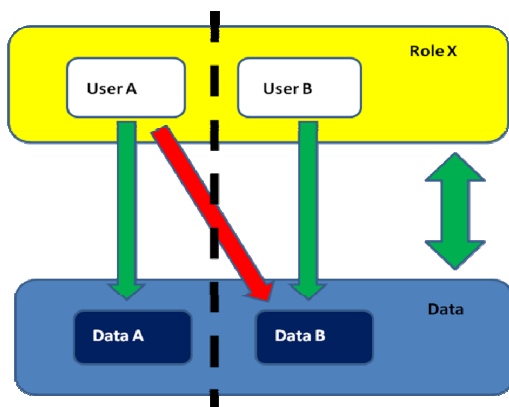 Role X
User A
User B
Data
Data A
Data B